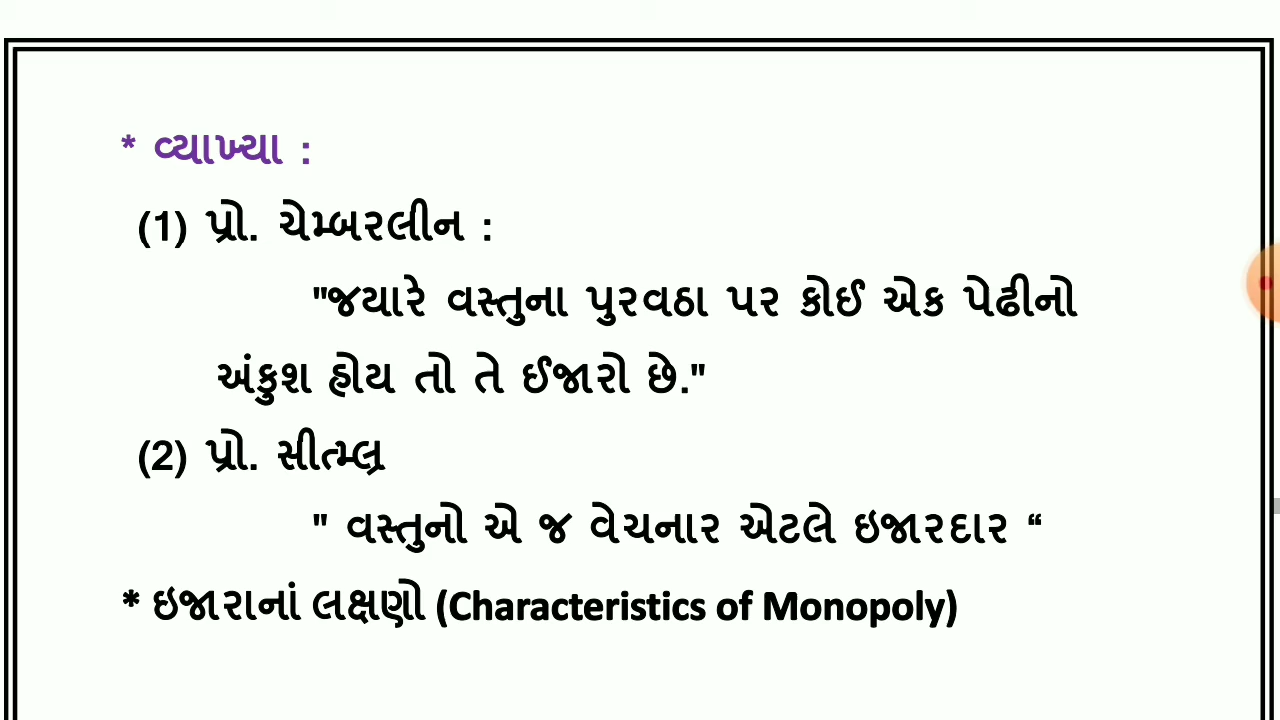 * વ્યાખ્યા :
(1) પ્રો. ચેમ્બરલીન :
"જયારે વસ્તુના પુરવઠા પર કોઈ એક પેઢીનો
અંકુશ હોય તો તે ઈજારો છે."
(2) પ્રો. સીત્મ્લ્ર
" વસ્તુનો એ જ વેચનાર એટલે ઇજારદાર “
* ઇજારાનાં લક્ષણો (Characteristics of Monopoly)